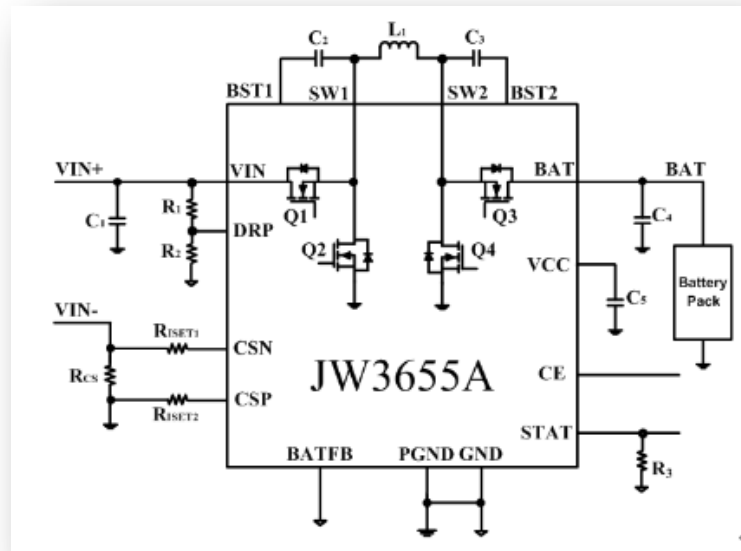 L1
C2
C3
BST1
SW1
SW2
BST2
VIN+
VIN
BAT
BAT
R1
Q1
Q3
C1
DRP
C4
R2
Q2
Q4
VCC
Battery
Pack
C5
VIN-
RISET1
CSN
RCS
JW3655A
CE
CSP
RISET2
STAT
BATFB
PGND
GND
R3